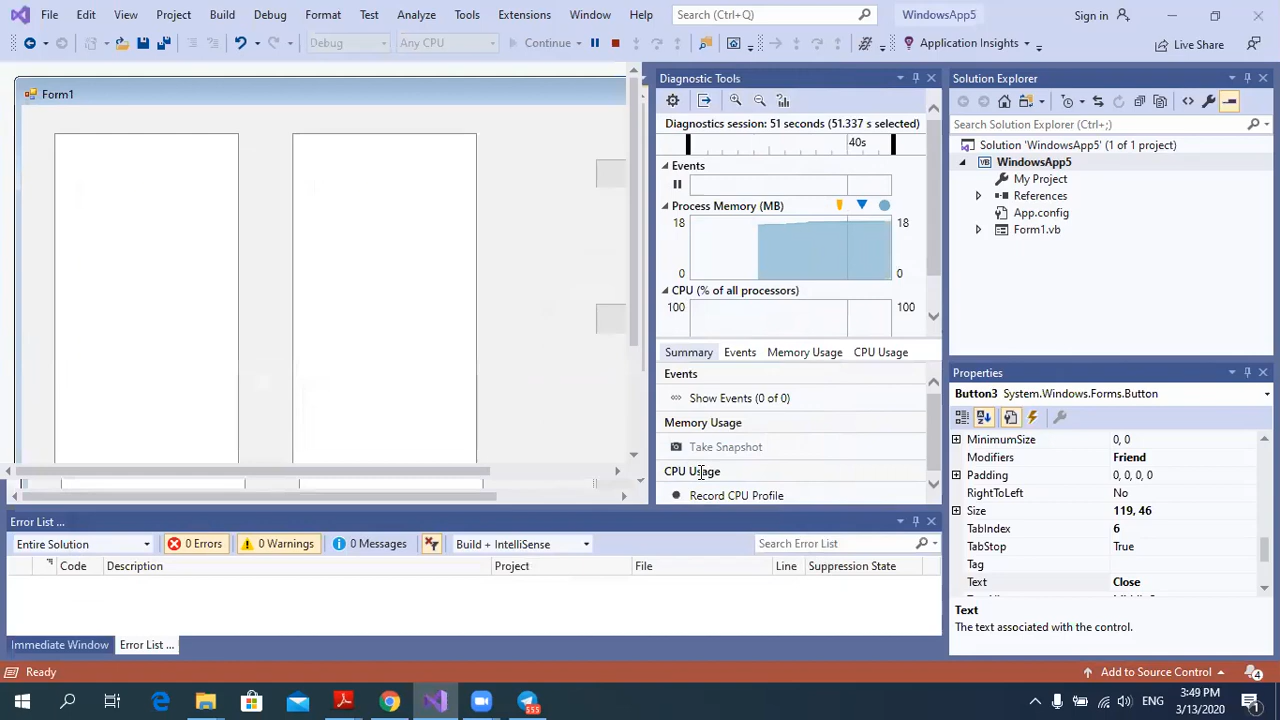 File Edit View Project Build Debug Format Test Analyze Tools Extensions Window Help Search (Ctrl+Q) WindowsApp5 Sign in
Debug Any CPU Continue Application Insights Live Share
Form1
Diagnostic Tools
Diagnostics session: 51 seconds (51.337 s selected)
40s
Events
Process Memory (MB)
18 18
0 0
CPU (% of all processors)
100 100
Summary Events Memory Usage CPU Usage
Events
Show Events (0 of 0)
Memory Usage
Take Snapshot
CPU Usage
Record CPU Profile
Solution Explorer
Search Solution Explorer (Ctrl+;)
Solution 'WindowsApp5' (1 of 1 project)
VB WindowsApp5
My Project
References
App.config
Form1.vb
Properties
Button3 System.Windows.Forms.Button
MinimumSize 0, 0
Modifiers Friend
Padding 0, 0, 0, 0
RightToLeft No
Size 119, 46
TabIndex 6
TabStop True
Tag
Text Close
Text
The text associated with the control.
Error List ...
Entire Solution 0 Errors 0 Warnings 0 Messages Build + IntelliSense Search Error List
Code Description Project File Line Suppression State
Immediate Window Error List ...
Ready Add to Source Control 4
555 ENG 3:49 PM
3/13/2020 1